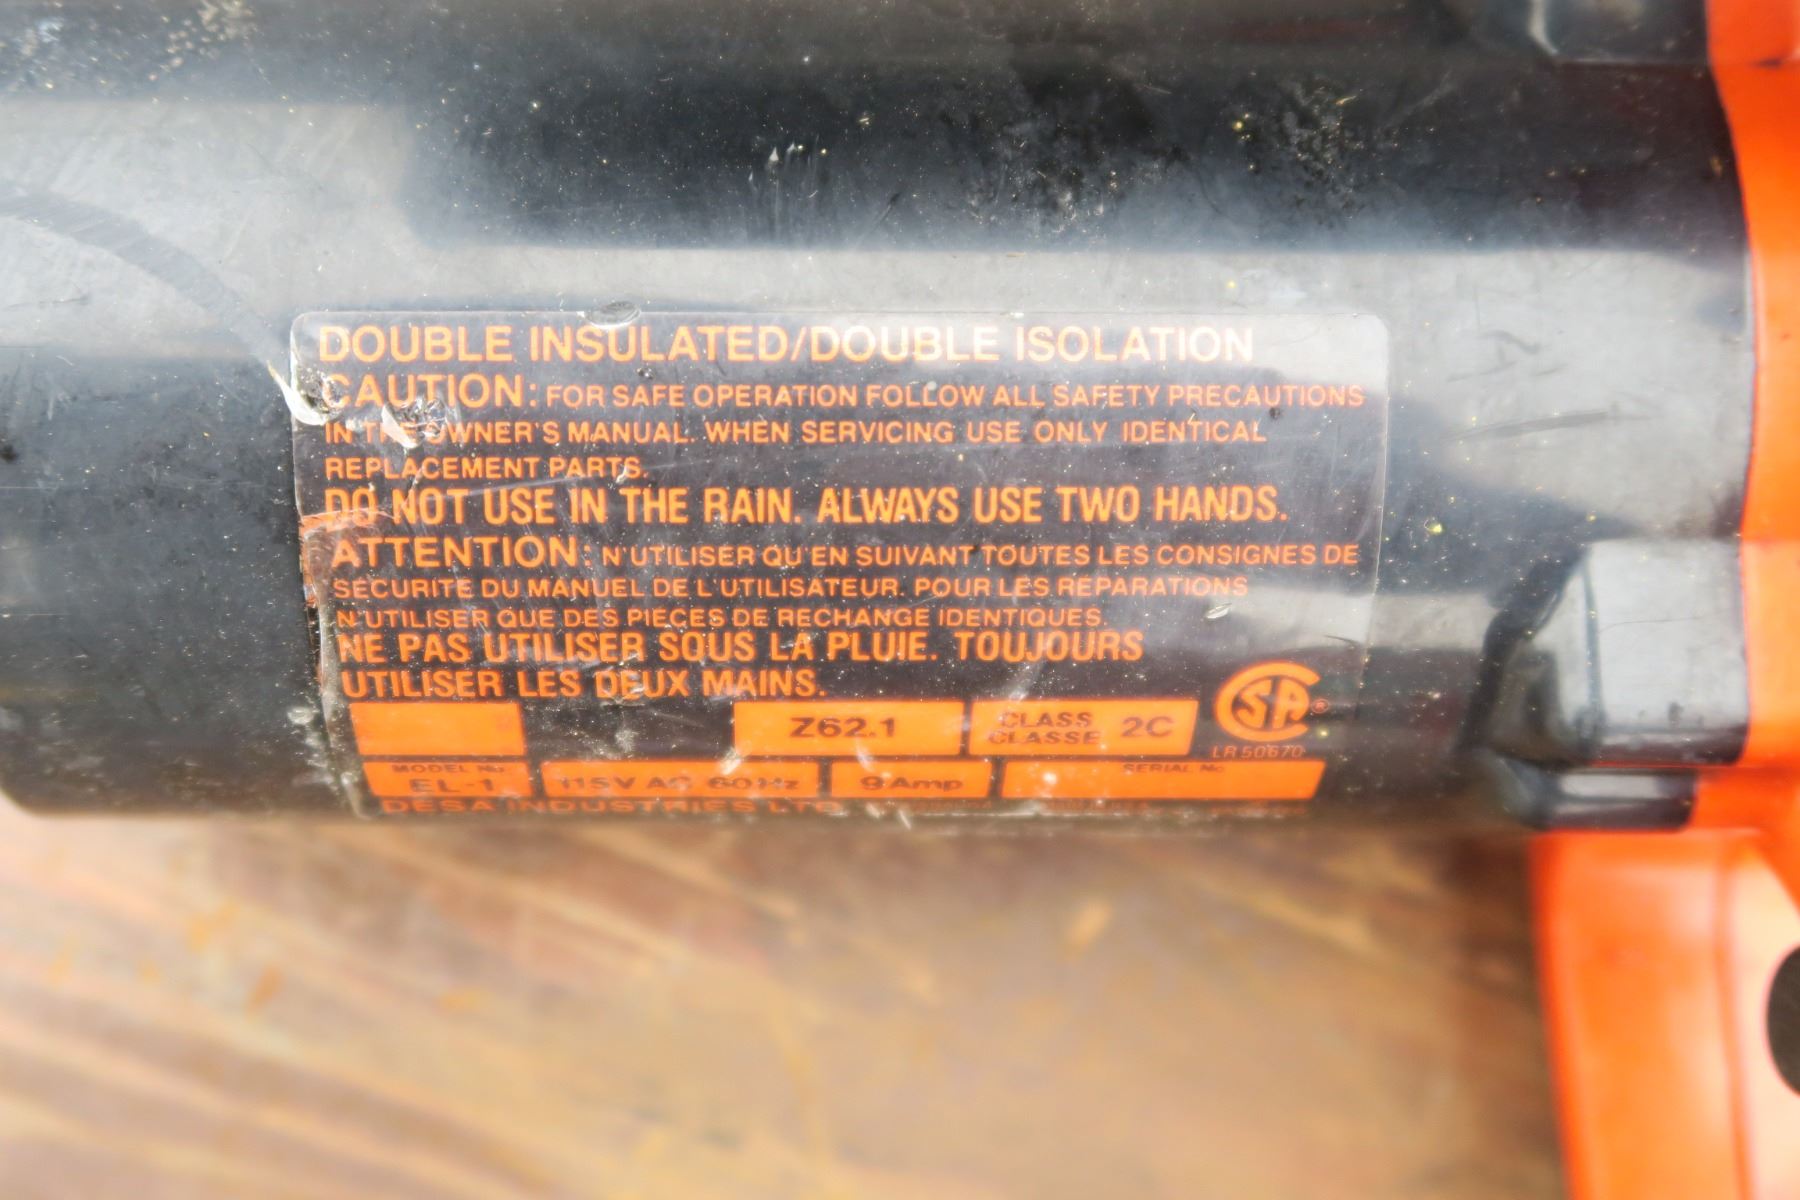 DOUBLE INSULATED/DOUBLE ISOLATION
CAUTION: FOR SAFE OPERATION FOLLOW ALL SAFETY PRECAUTIONS
IN THE OWNER'S MANUAL. WHEN SERVICING USE ONLY IDENTICAL
REPLACEMENT PARTS.
DO NOT USE IN THE RAIN. ALWAYS USE TWO HANDS.
ATTENTION: N'UTILISER QU'EN SUIVANT TOUTES LES CONSIGNES DE
SECURITE DU MANUEL DE L'UTILISATEUR. POUR LES REPARATIONS
N'UTILISER QUE DES PIECES DE RECHANGE IDENTIQUES.
NE PAS UTILISER SOUS LA PLUIE. TOUJOURS
UTILISER LES DEUX MAINS.
Z62.1 CLASS CLASSE 2C CSA ®
LR 50670
MODEL No. SERIAL No
EL-1 115V AC 60Hz 9 Amp
DESA INDUSTRIES LTD